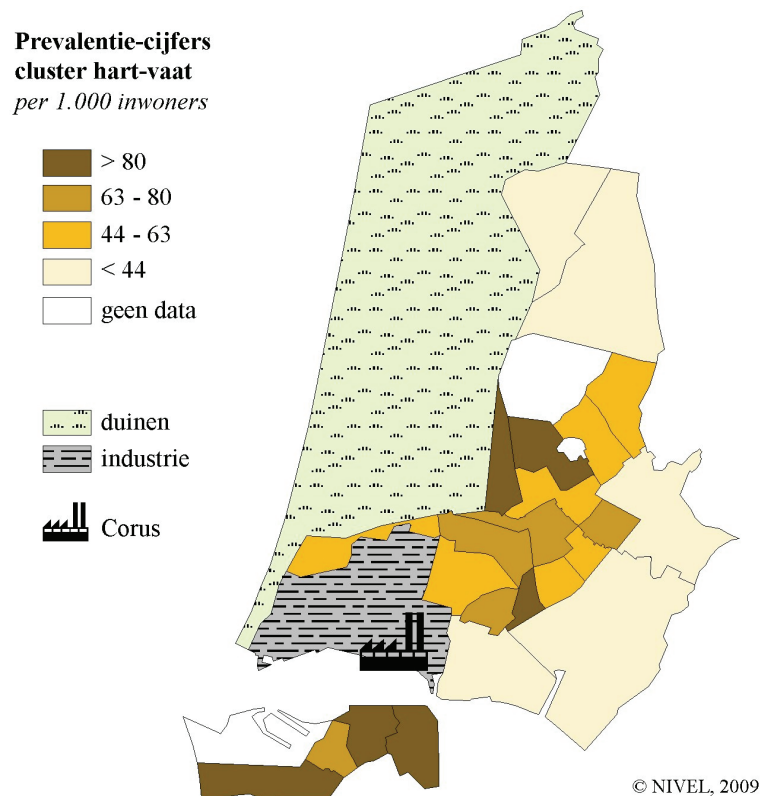 Prevalentie-cijfers
cluster hart-vaat
per 1.000 inwoners
> 80
63 - 80
44 - 63
< 44
geen data
duinen
industrie
Corus
© NIVEL, 2009